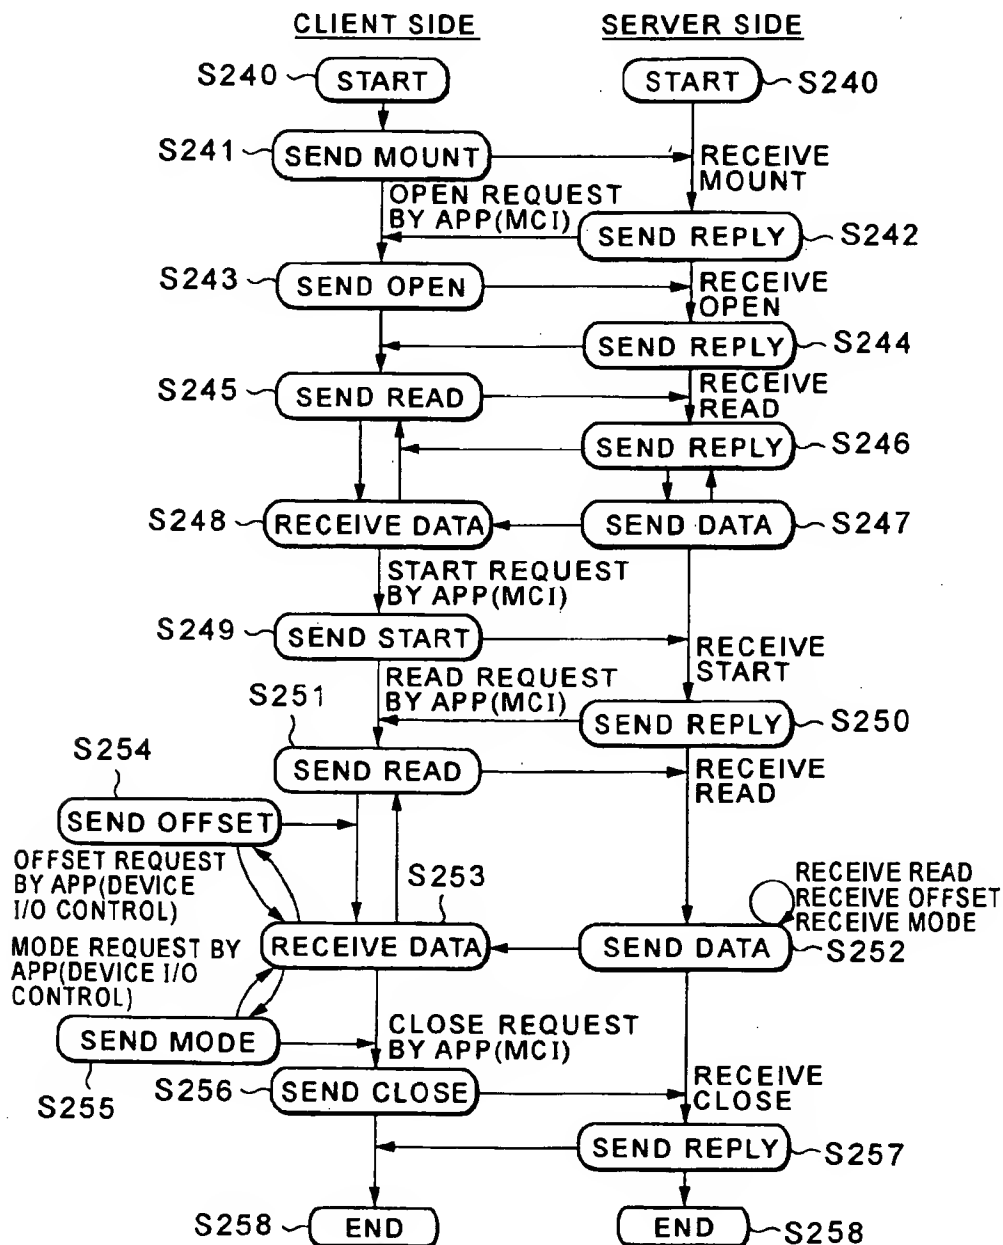 CLIENT SIDE
SERVER SIDE
S240
START
START
S240
S241
SEND MOUNT
RECEIVE
MOUNT
OPEN REQUEST
BY APP(MCI)
SEND REPLY
S242
S243
SEND OPEN
RECEIVE
OPEN
SEND REPLY
S244
S245
SEND READ
RECEIVE
READ
SEND REPLY
S246
S248
RECEIVE DATA
SEND DATA
S247
START REQUEST
BY APP(MCI)
S249
SEND START
RECEIVE
START
S251
READ REQUEST
BY APP(MCI)
SEND REPLY
S250
SEND READ
RECEIVE
READ
S254
SEND OFFSET
OFFSET REQUEST
BY APP(DEVICE
I/O CONTROL)
S253
RECEIVE DATA
RECEIVE READ
RECEIVE OFFSET
RECEIVE MODE
SEND DATA
S252
MODE REQUEST BY
APP(DEVICE I/O
CONTROL)
SEND MODE
S255
CLOSE REQUEST
BY APP(MCI)
S256
SEND CLOSE
RECEIVE
CLOSE
SEND REPLY
S257
S258
END
END
S258